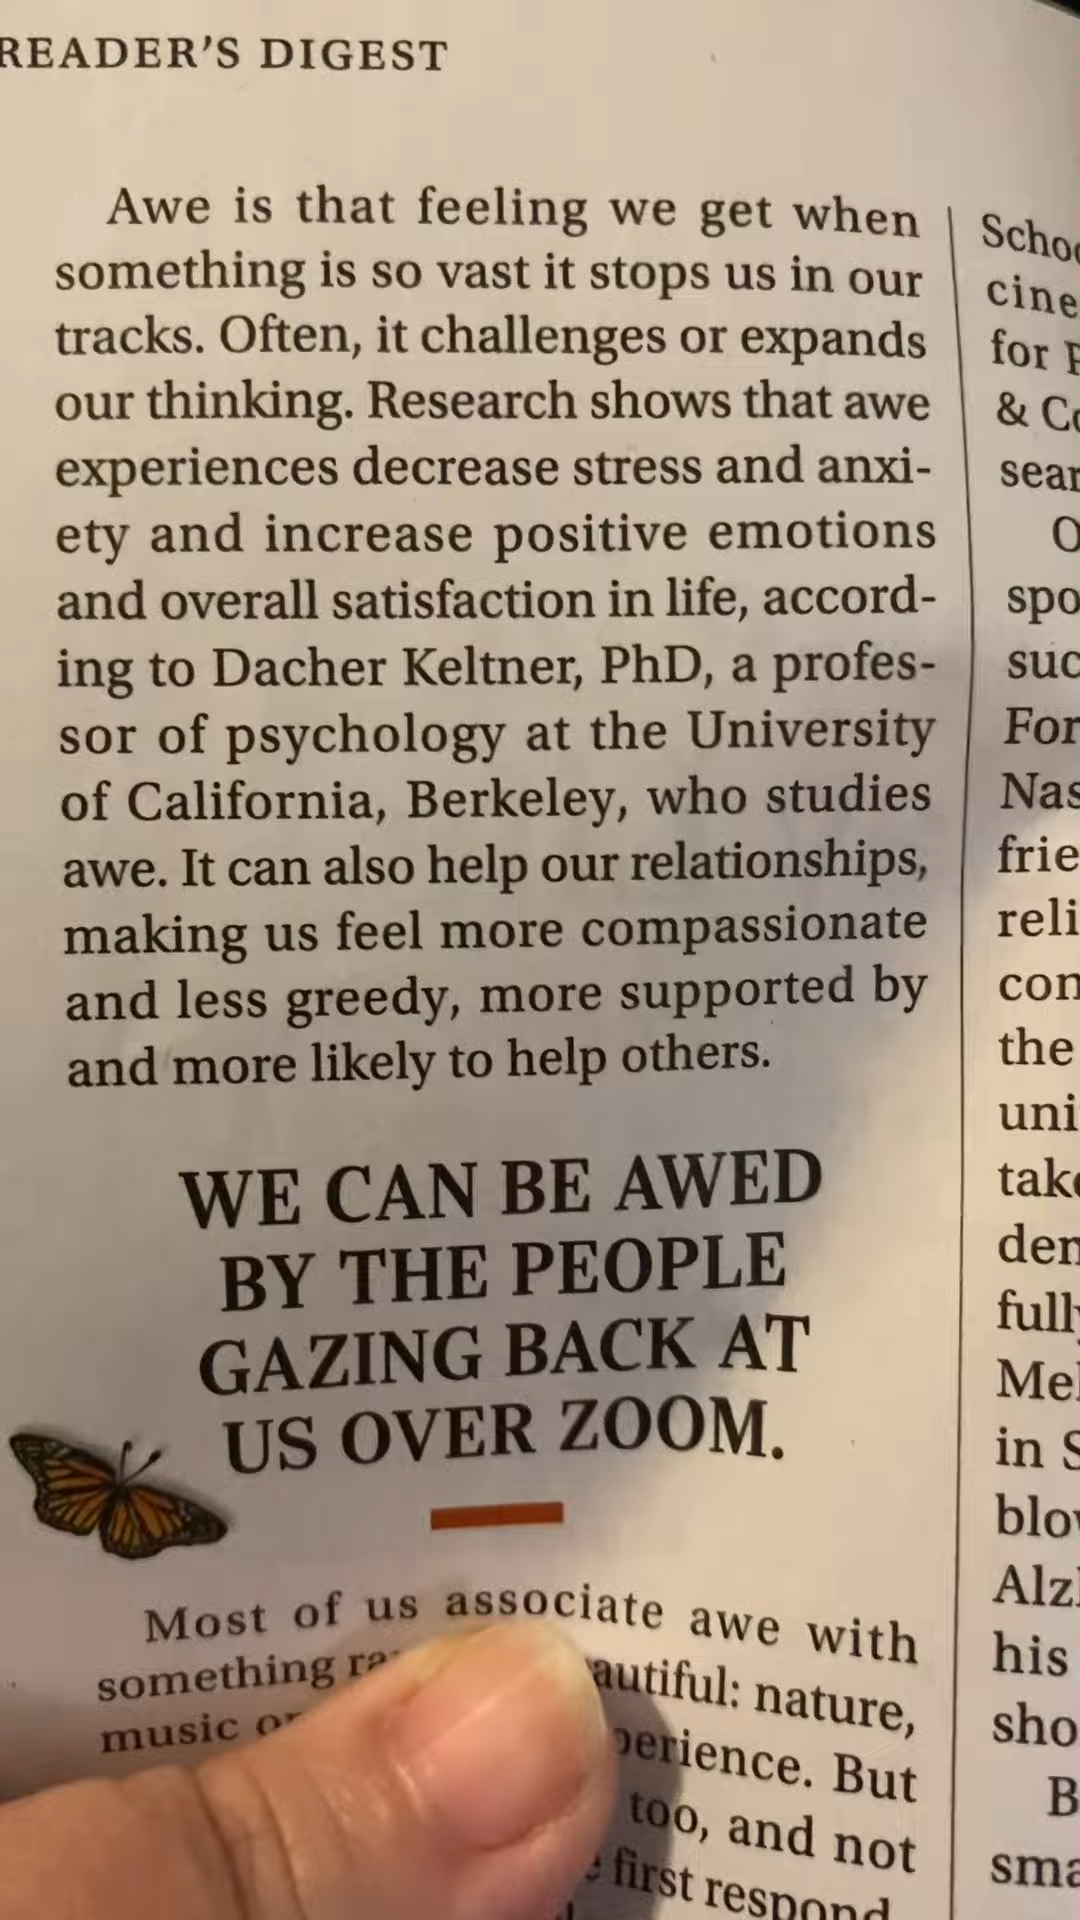 READER'S DIGEST
Awe is that feeling we get when
something is so vast it stops us in our
tracks. Often, it challenges or expands
our thinking. Research shows that awe
experiences decrease stress and anxi-
ety and increase positive emotions
and overall satisfaction in life, accord-
ing to Dacher Keltner, PhD, a profes-
sor of psychology at the University
of California, Berkeley, who studies
awe. It can also help our relationships,
making us feel more compassionate
and less greedy, more supported by
and more likely to help others.
WE CAN BE AWED
BY THE PEOPLE
GAZING BACK AT
US OVER ZOOM.
Most of us associate awe with
something nature,
music But
too, and not
first
for
&
For
the
in
his